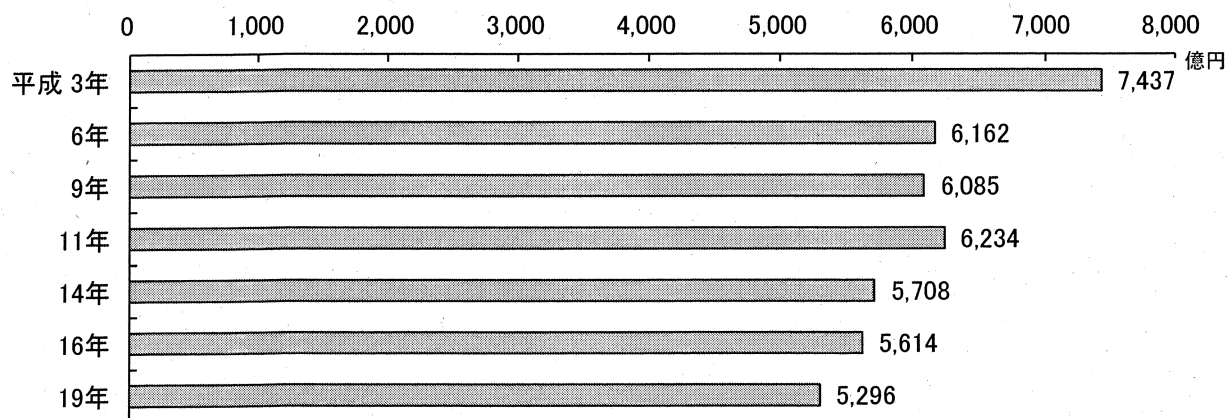 0 1,000 2,000 3,000 4,000 5,000 6,000 7,000 8,000
億円
平成 3年 7,437
6年 6,162
9年 6,085
11年 6,234
14年 5,708
16年 5,614
19年 5,296